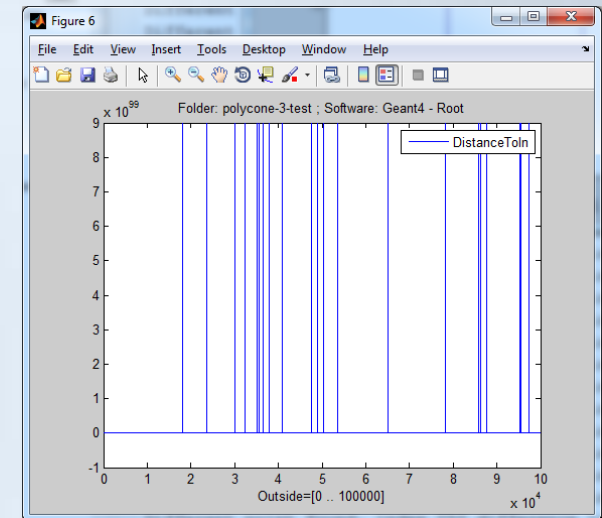 Figure 6
File Edit View Insert Tools Desktop Window Help
x 10^99
Folder: polycone-3-test ; Software: Geant4 - Root
DistanceToIn
9
8
7
6
5
4
3
2
1
0
-1
0 1 2 3 4 5 6 7 8 9 10
Outside=[0 .. 100000]
x 10^4